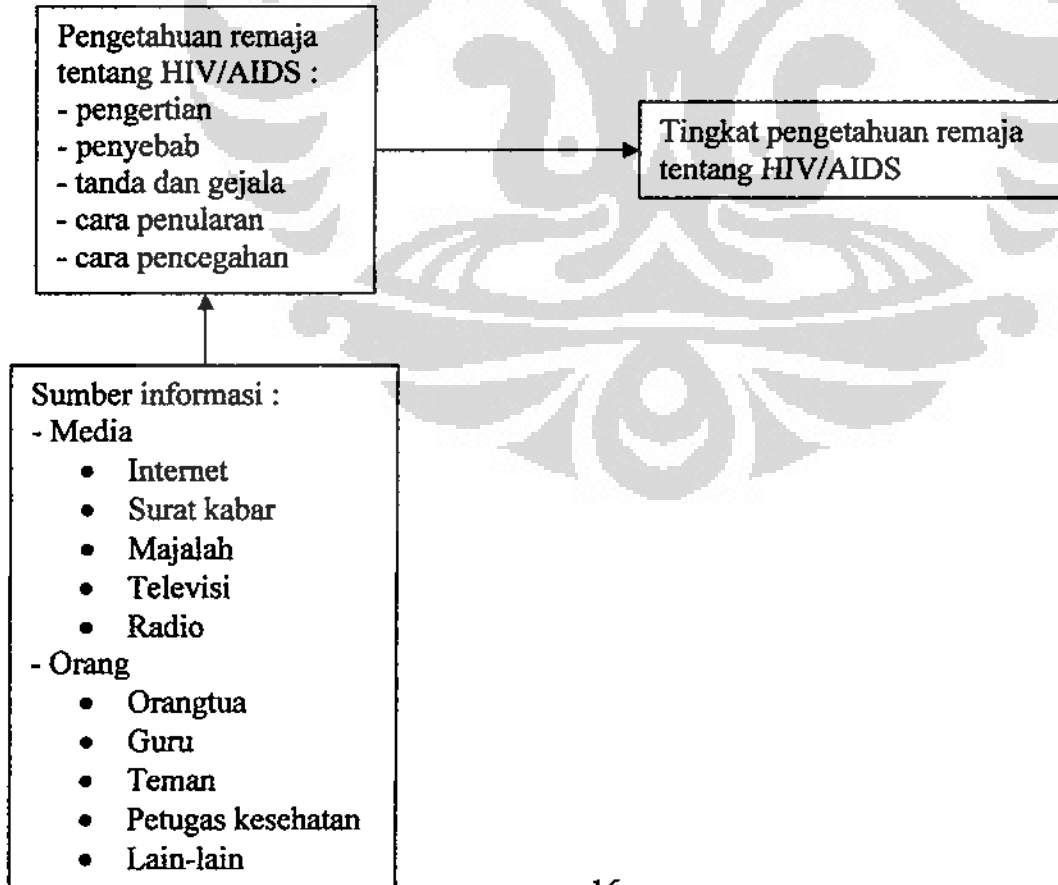 Pengetahuan remaja
tentang HIV/AIDS :
- pengertian
- penyebab
- tanda dan gejala
- cara penularan
- cara pencegahan
Tingkat pengetahuan remaja
tentang HIV/AIDS
Sumber informasi :
- Media
• Internet
• Surat kabar
• Majalah
• Televisi
• Radio
- Orang
• Orangtua
• Guru
• Teman
• Petugas kesehatan
• Lain-lain